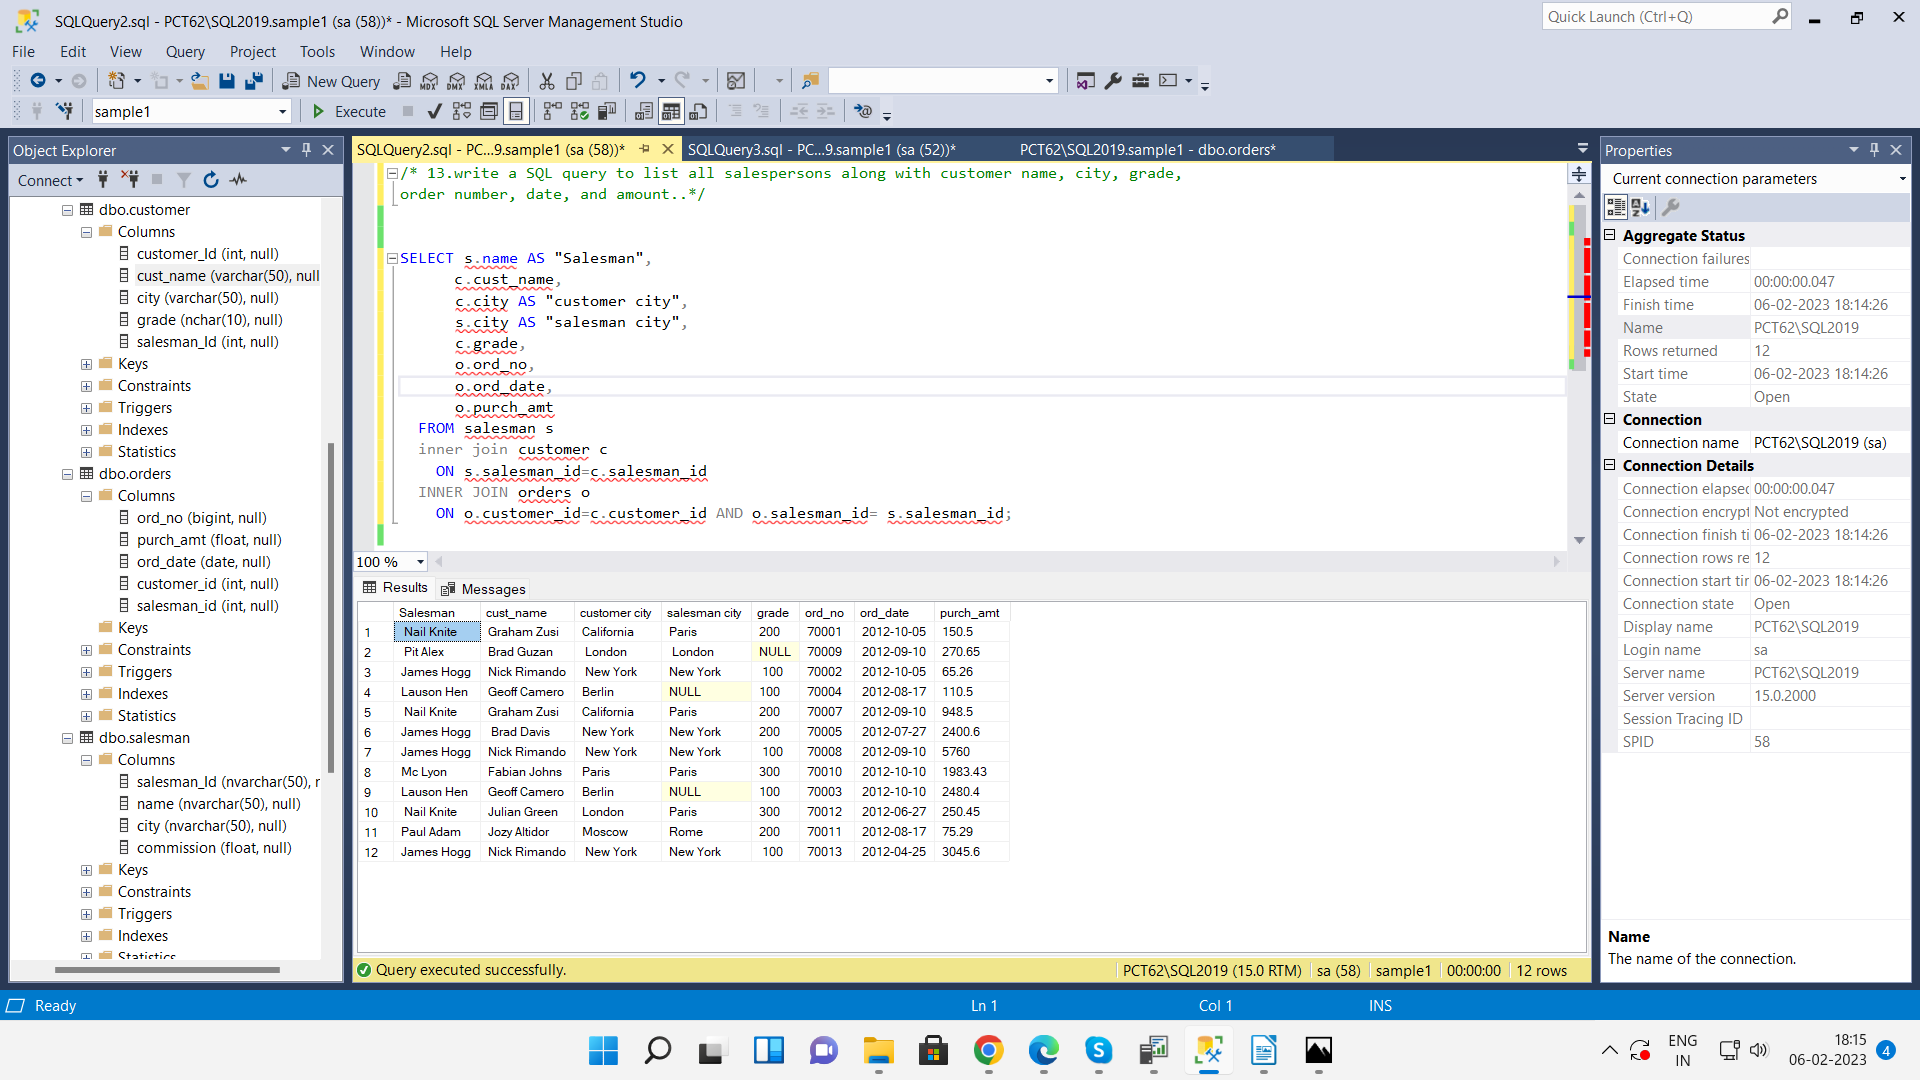 SQLQuery2.sql - PCT62\SQL2019.sample1 (sa (58))* - Microsoft SQL Server Management Studio
Quick Launch (Ctrl+Q)
File Edit View Query Project Tools Window Help
New Query
MDX DMX XMLA DAX
sample1
Execute
Object Explorer
Connect
dbo.customer
Columns
customer_Id (int, null)
cust_name (varchar(50), null
city (varchar(50), null)
grade (nchar(10), null)
salesman_Id (int, null)
Keys
Constraints
Triggers
Indexes
Statistics
dbo.orders
Columns
ord_no (bigint, null)
purch_amt (float, null)
ord_date (date, null)
customer_id (int, null)
salesman_id (int, null)
Keys
Constraints
Triggers
Indexes
Statistics
dbo.salesman
Columns
salesman_Id (nvarchar(50), r
name (nvarchar(50), null)
city (nvarchar(50), null)
commission (float, null)
Keys
Constraints
Triggers
Indexes
Statistics
SQLQuery2.sql - PC...9.sample1 (sa (58))* SQLQuery3.sql - PC...9.sample1 (sa (52))* PCT62\SQL2019.sample1 - dbo.orders*
/* 13.write a SQL query to list all salespersons along with customer name, city, grade,
order number, date, and amount..*/
SELECT s.name AS "Salesman",
c.cust_name,
c.city AS "customer city",
s.city AS "salesman city",
c.grade,
o.ord_no,
o.ord_date,
o.purch_amt
FROM salesman s
inner join customer c
ON s.salesman_id=c.salesman_id
INNER JOIN orders o
ON o.customer_id=c.customer_id AND o.salesman_id= s.salesman_id;
100 %
Results Messages
Salesman cust_name customer city salesman city grade ord_no ord_date purch_amt
1 Nail Knite Graham Zusi California Paris 200 70001 2012-10-05 150.5
2 Pit Alex Brad Guzan London London NULL 70009 2012-09-10 270.65
3 James Hogg Nick Rimando New York New York 100 70002 2012-10-05 65.26
4 Lauson Hen Geoff Camero Berlin NULL 100 70004 2012-08-17 110.5
5 Nail Knite Graham Zusi California Paris 200 70007 2012-09-10 948.5
6 James Hogg Brad Davis New York New York 200 70005 2012-07-27 2400.6
7 James Hogg Nick Rimando New York New York 100 70008 2012-09-10 5760
8 Mc Lyon Fabian Johns Paris Paris 300 70010 2012-10-10 1983.43
9 Lauson Hen Geoff Camero Berlin NULL 100 70003 2012-10-10 2480.4
10 Nail Knite Julian Green London Paris 300 70012 2012-06-27 250.45
11 Paul Adam Jozy Altidor Moscow Rome 200 70011 2012-08-17 75.29
12 James Hogg Nick Rimando New York New York 100 70013 2012-04-25 3045.6
Query executed successfully. PCT62\SQL2019 (15.0 RTM) sa (58) sample1 00:00:00 12 rows
Properties
Current connection parameters
Aggregate Status
Connection failures
Elapsed time 00:00:00.047
Finish time 06-02-2023 18:14:26
Name PCT62\SQL2019
Rows returned 12
Start time 06-02-2023 18:14:26
State Open
Connection
Connection name PCT62\SQL2019 (sa)
Connection Details
Connection elapsed 00:00:00.047
Connection encrypt Not encrypted
Connection finish ti 06-02-2023 18:14:26
Connection rows re 12
Connection start tir 06-02-2023 18:14:26
Connection state Open
Display name PCT62\SQL2019
Login name sa
Server name PCT62\SQL2019
Server version 15.0.2000
Session Tracing ID
SPID 58
Name
The name of the connection.
Ready Ln 1 Col 1 INS
ENG
IN
18:15
06-02-2023
4